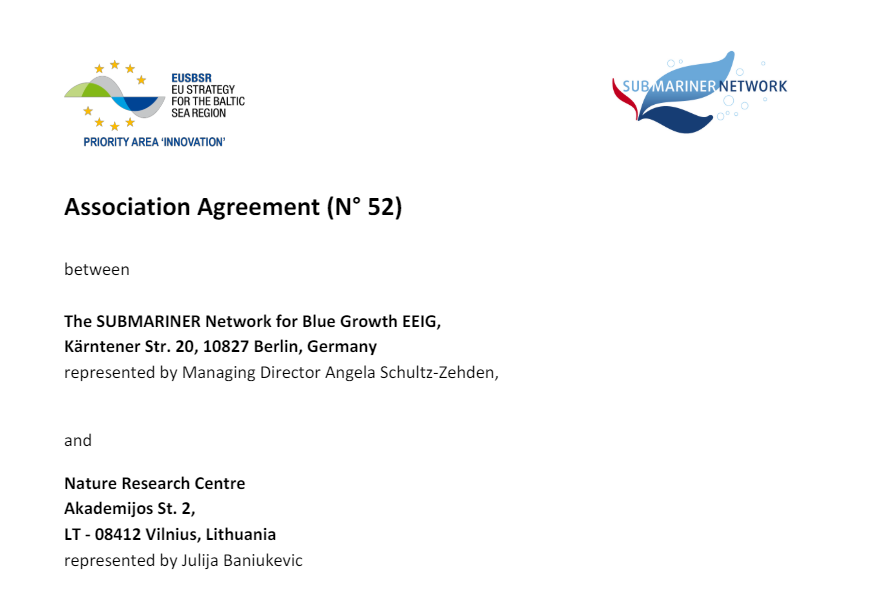 EUSBSR
EU STRATEGY
FOR THE BALTIC
SEA REGION
PRIORITY AREA 'INNOVATION'
SUBMARINER NETWORK
Association Agreement (N° 52)
between
The SUBMARINER Network for Blue Growth EEIG,
Kärntener Str. 20, 10827 Berlin, Germany
represented by Managing Director Angela Schultz-Zehden,
and
Nature Research Centre
Akademijos St. 2,
LT - 08412 Vilnius, Lithuania
represented by Julija Baniukevic